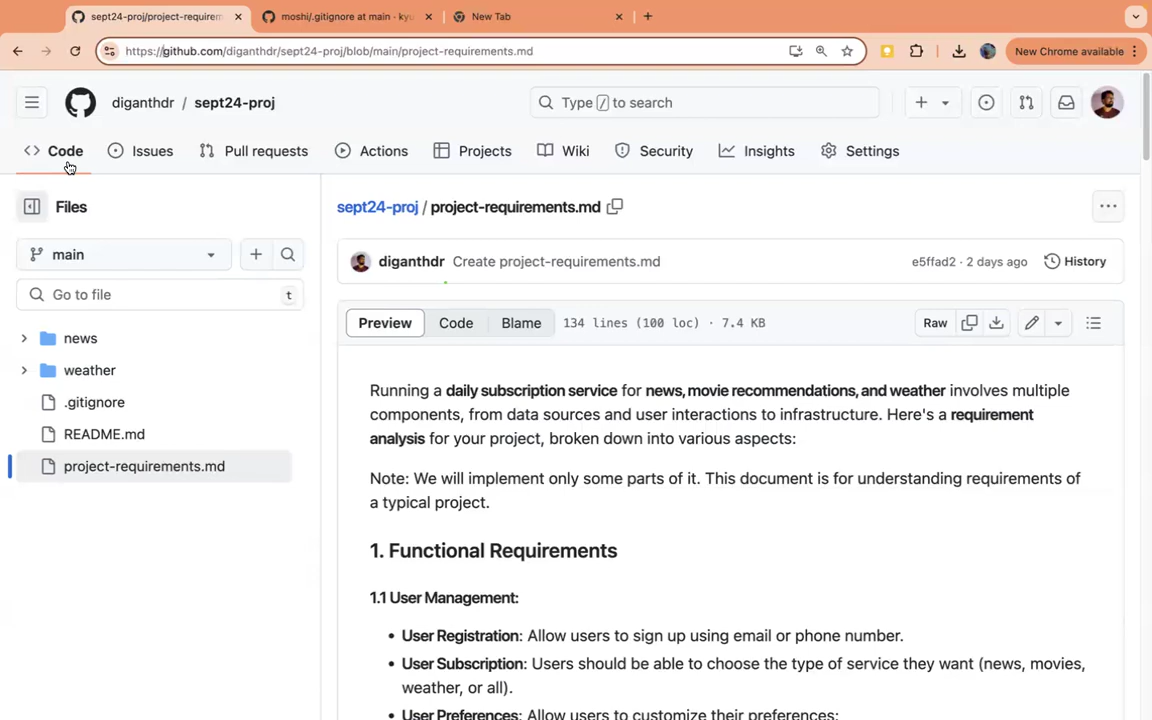 sept24-proj/project-requirem
moshi/.gitignore at main · kyu
New Tab
https://github.com/diganthdr/sept24-proj/blob/main/project-requirements.md
New Chrome available
diganthdr / sept24-proj
Type / to search
Code
Issues
Pull requests
Actions
Projects
Wiki
Security
Insights
Settings
Files
sept24-proj / project-requirements.md
main
diganthdr Create project-requirements.md
e5ffad2 · 2 days ago
History
Go to file
t
Preview
Code
Blame
134 lines (100 loc) · 7.4 KB
Raw
news
weather
.gitignore
README.md
project-requirements.md
Running a daily subscription service for news, movie recommendations, and weather involves multiple
components, from data sources and user interactions to infrastructure. Here's a requirement
analysis for your project, broken down into various aspects:
Note: We will implement only some parts of it. This document is for understanding requirements of
a typical project.
1. Functional Requirements
1.1 User Management:
• User Registration: Allow users to sign up using email or phone number.
• User Subscription: Users should be able to choose the type of service they want (news, movies,
weather, or all).
• User Preferences: Allow users to customize their preferences: